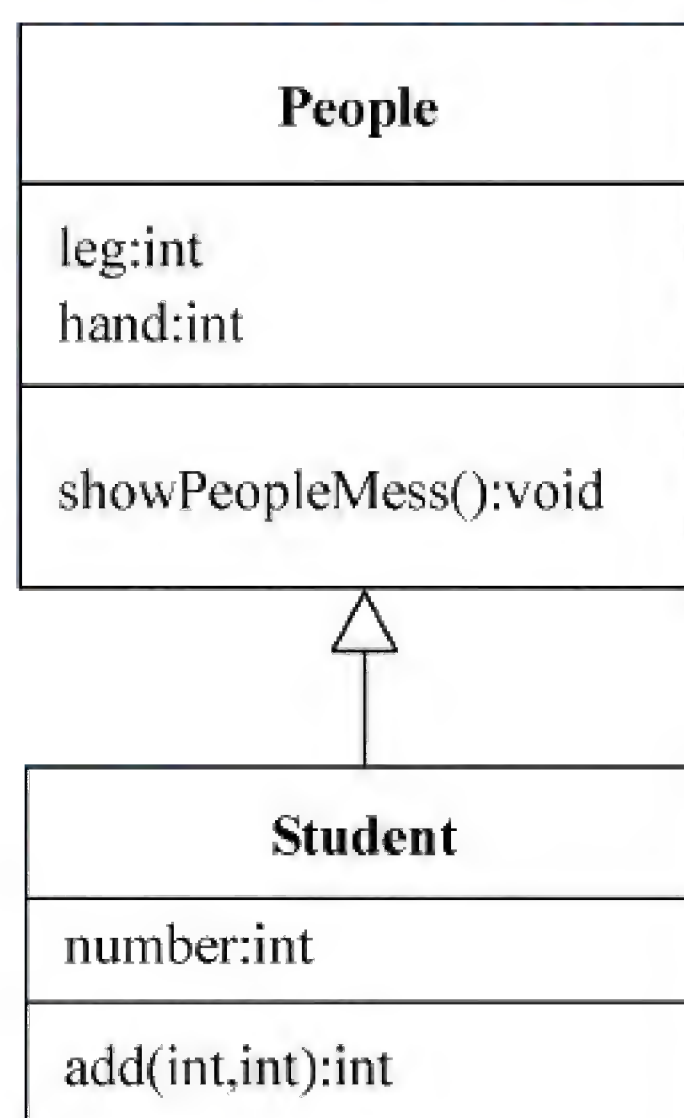 People
leg:int
hand:int
showPeopleMess():void
Student
number:int
add(int,int):int